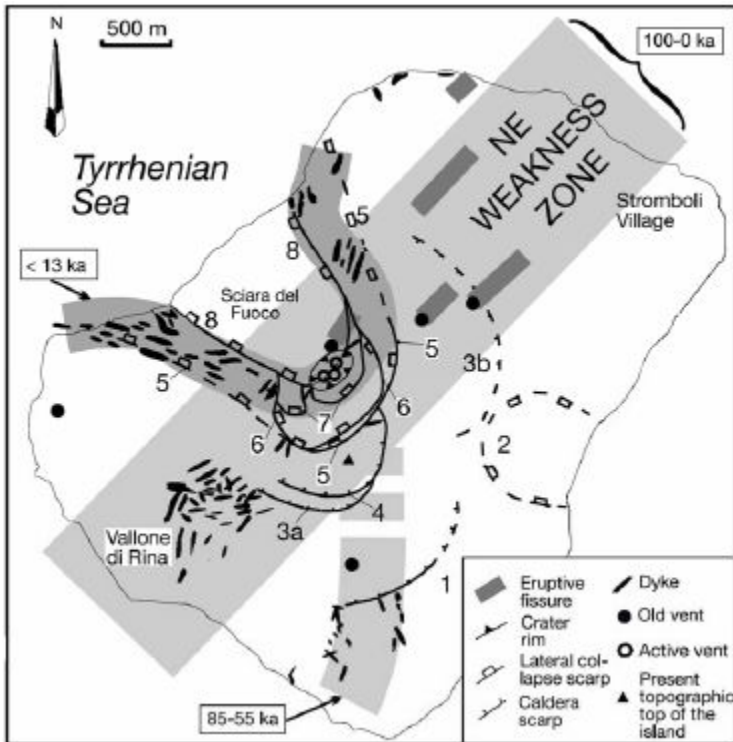 N
500 m
100-0 ka
NE
WEAKNESS
ZONE
Tyrrhenian
Sea
Stromboli
Village
5
8
< 13 ka
Sciara del
Fuoco
8
5
5
3b
6
7
6
2
5
4
3a
Vallone
di Rina
1
85-55 ka
Eruptive
fissure
Crater
rim
Lateral col-
lapse scarp
Caldera
scarp
Dyke
Old vent
Active vent
Present
topographic
top of the
island